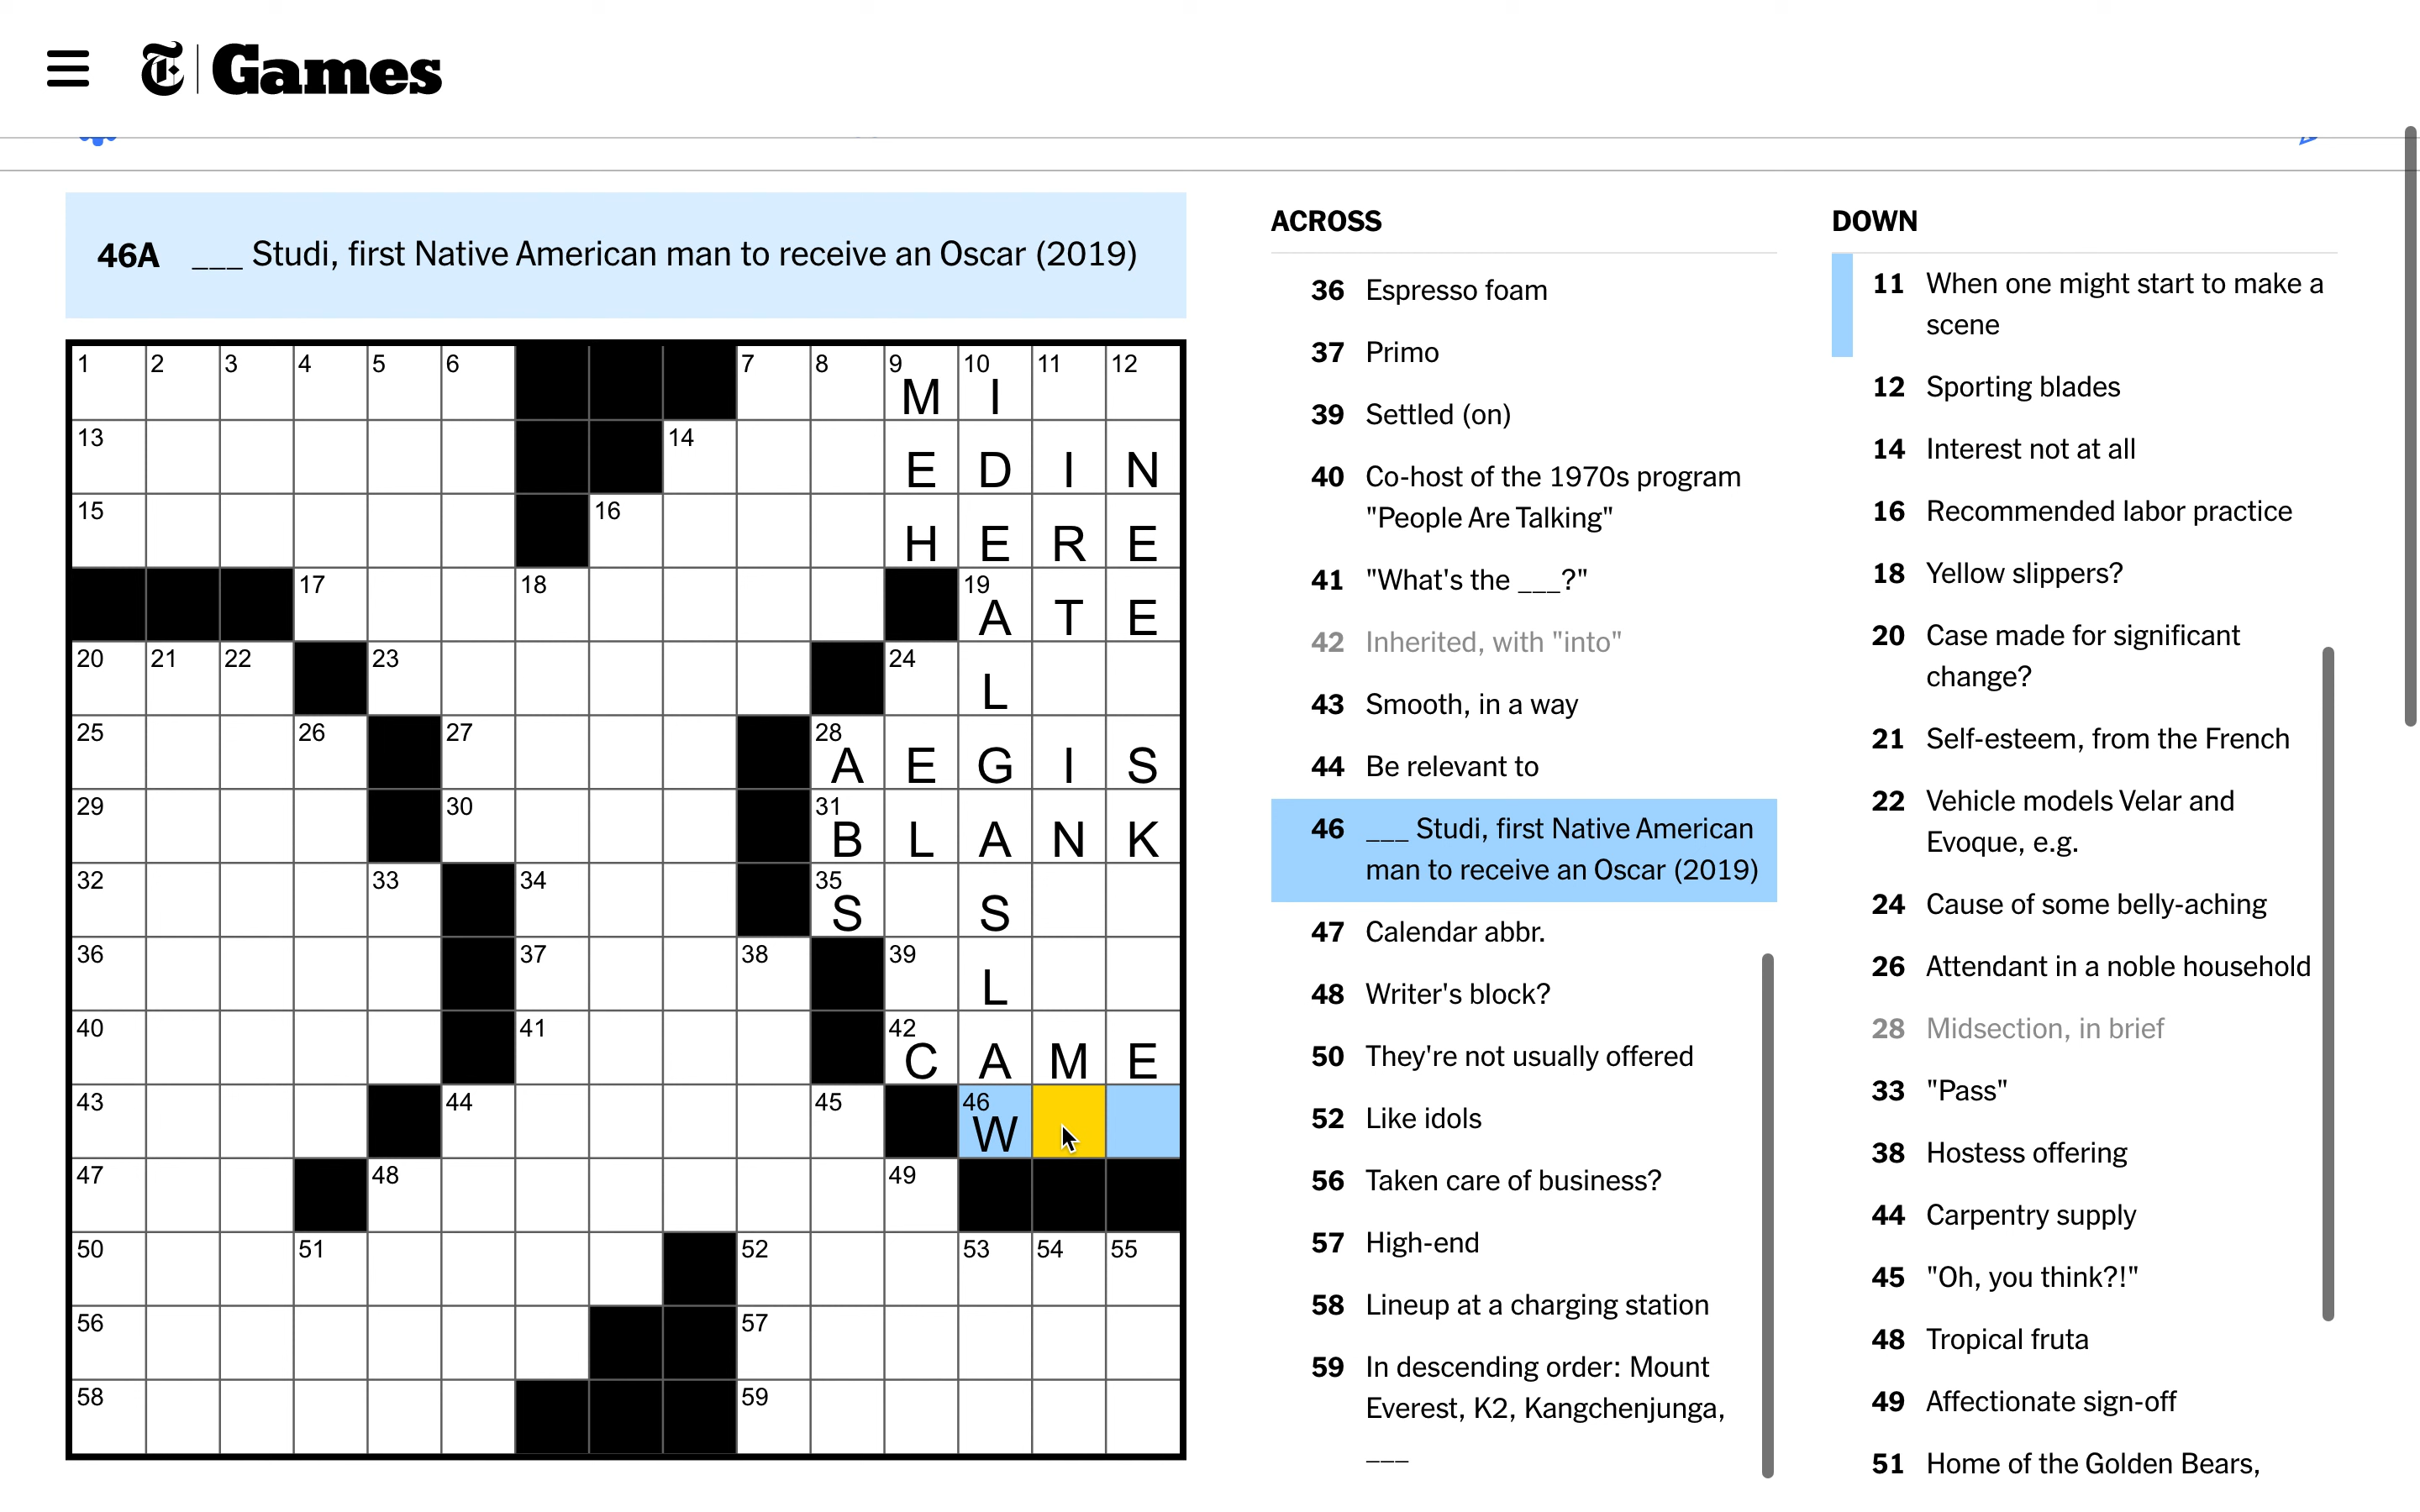 T Games
46A ___ Studi, first Native American man to receive an Oscar (2019)
1 2 3 4 5 6 7 8 9 M 10 I 11 12
13 14 E D I N
15 16 H E R E
17 18 19 A T E
20 21 22 23 24 L
25 26 27 28 A E G I S
29 30 31 B L A N K
32 33 34 35 S S
36 37 38 39 L
40 41 42 C A M E
43 44 45 46 W
47 48 49
50 51 52 53 54 55
56 57
58 59
ACROSS
36 Espresso foam
37 Primo
39 Settled (on)
40 Co-host of the 1970s program
"People Are Talking"
41 "What's the ___?"
42 Inherited, with "into"
43 Smooth, in a way
44 Be relevant to
46 ___ Studi, first Native American
man to receive an Oscar (2019)
47 Calendar abbr.
48 Writer's block?
50 They're not usually offered
52 Like idols
56 Taken care of business?
57 High-end
58 Lineup at a charging station
59 In descending order: Mount
Everest, K2, Kangchenjunga,
___
DOWN
11 When one might start to make a
scene
12 Sporting blades
14 Interest not at all
16 Recommended labor practice
18 Yellow slippers?
20 Case made for significant
change?
21 Self-esteem, from the French
22 Vehicle models Velar and
Evoque, e.g.
24 Cause of some belly-aching
26 Attendant in a noble household
28 Midsection, in brief
33 "Pass"
38 Hostess offering
44 Carpentry supply
45 "Oh, you think?!"
48 Tropical fruta
49 Affectionate sign-off
51 Home of the Golden Bears,